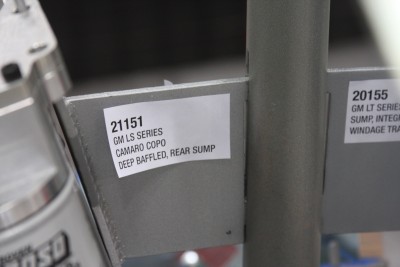 21151
GM LS SERIES
CAMARO COPO
DEEP BAFFLED, REAR SUMP
20155
GM LT SERIES
SUMP, INTEG
WINDAGE TRA